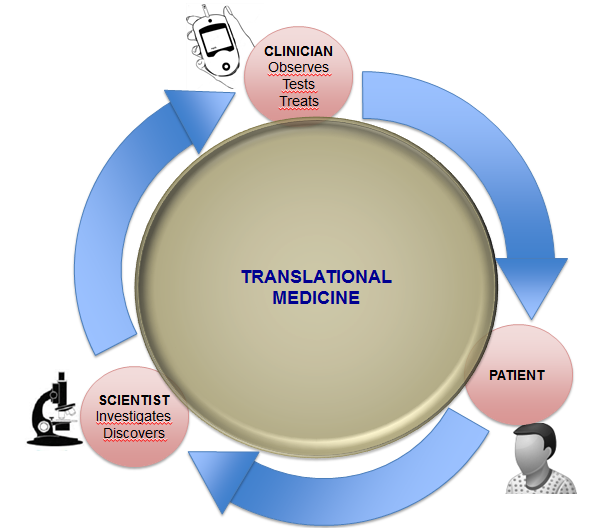 CLINICIAN
Observes
Tests
Treats
TRANSLATIONAL
MEDICINE
PATIENT
SCIENTIST
Investigates
Discovers